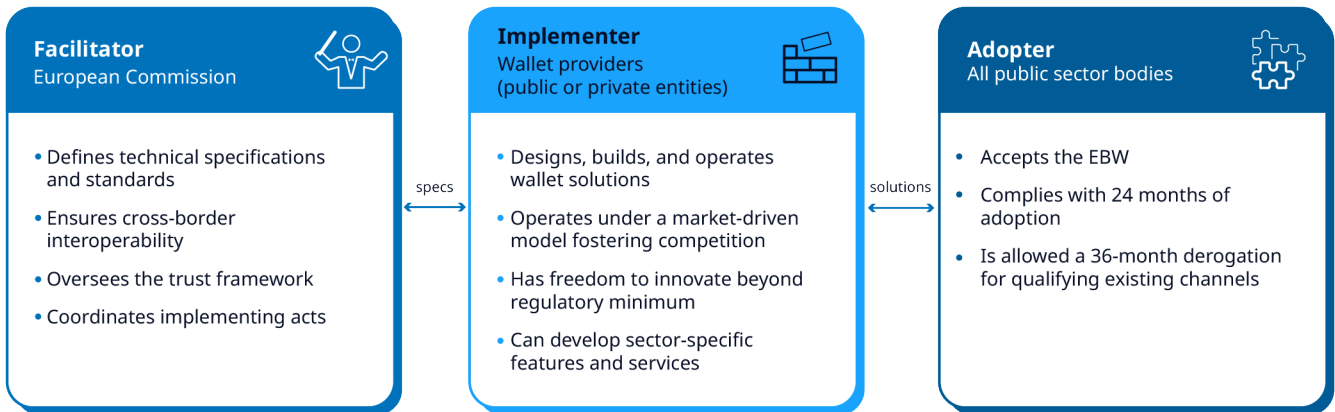 Facilitator
European Commission
• Defines technical specifications
and standards
• Ensures cross-border
interoperability
• Oversees the trust framework
• Coordinates implementing acts
specs
Implementer
Wallet providers
(public or private entities)
• Designs, builds, and operates
wallet solutions
• Operates under a market-driven
model fostering competition
• Has freedom to innovate beyond
regulatory minimum
• Can develop sector-specific
features and services
solutions
Adopter
All public sector bodies
• Accepts the EBW
• Complies with 24 months of
adoption
• Is allowed a 36-month derogation
for qualifying existing channels